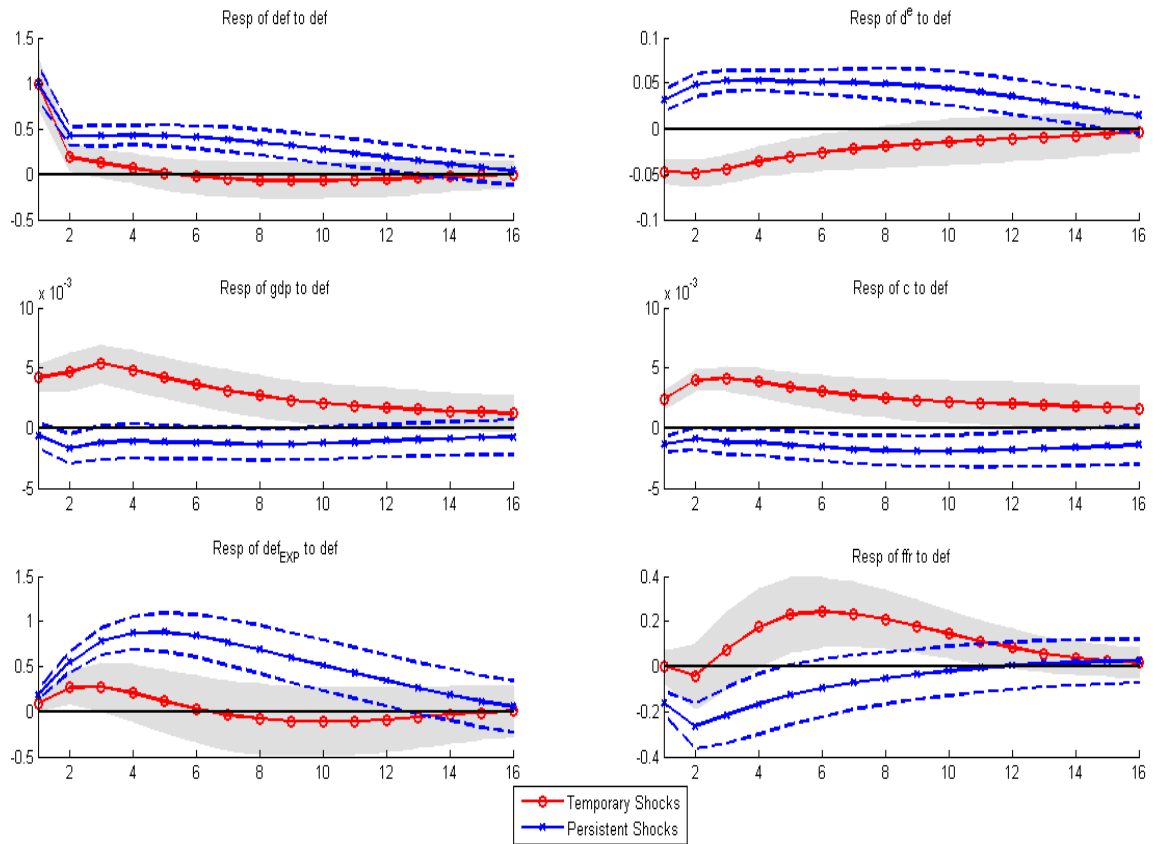 Resp of def to def
1.5
1
0.5
0
-0.5
2 4 6 8 10 12 14 16
Resp of dᵉ to def
0.1
0.05
0
-0.05
-0.1
2 4 6 8 10 12 14 16
Resp of gdp to def
x 10⁻³
10
5
0
-5
2 4 6 8 10 12 14 16
Resp of c to def
x 10⁻³
10
5
0
-5
2 4 6 8 10 12 14 16
Resp of def_EXP to def
1.5
1
0.5
0
-0.5
2 4 6 8 10 12 14 16
Resp of ffr to def
0.4
0.2
0
-0.2
-0.4
2 4 6 8 10 12 14 16
Temporary Shocks
Persistent Shocks